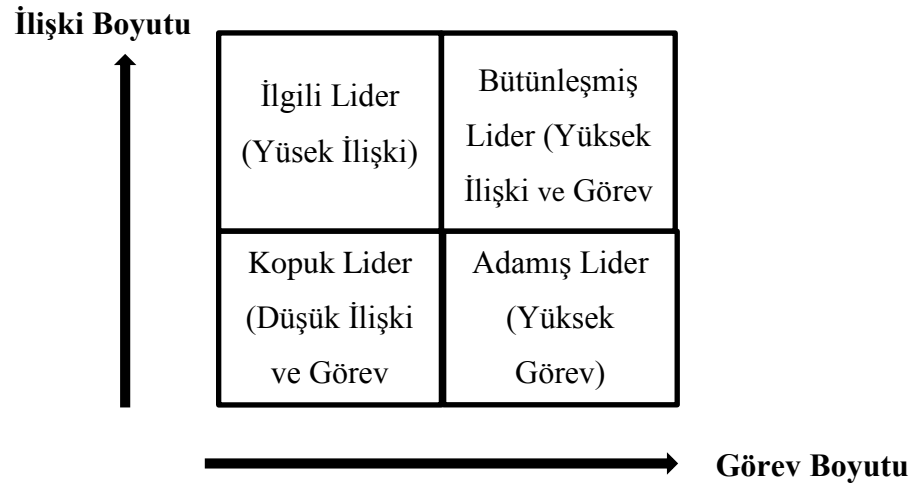 İlişki Boyutu
İlgili Lider
(Yüsek İlişki)
Bütünleşmiş
Lider (Yüksek
İlişki ve Görev
Kopuk Lider
(Düşük İlişki
ve Görev
Adamış Lider
(Yüksek
Görev)
Görev Boyutu